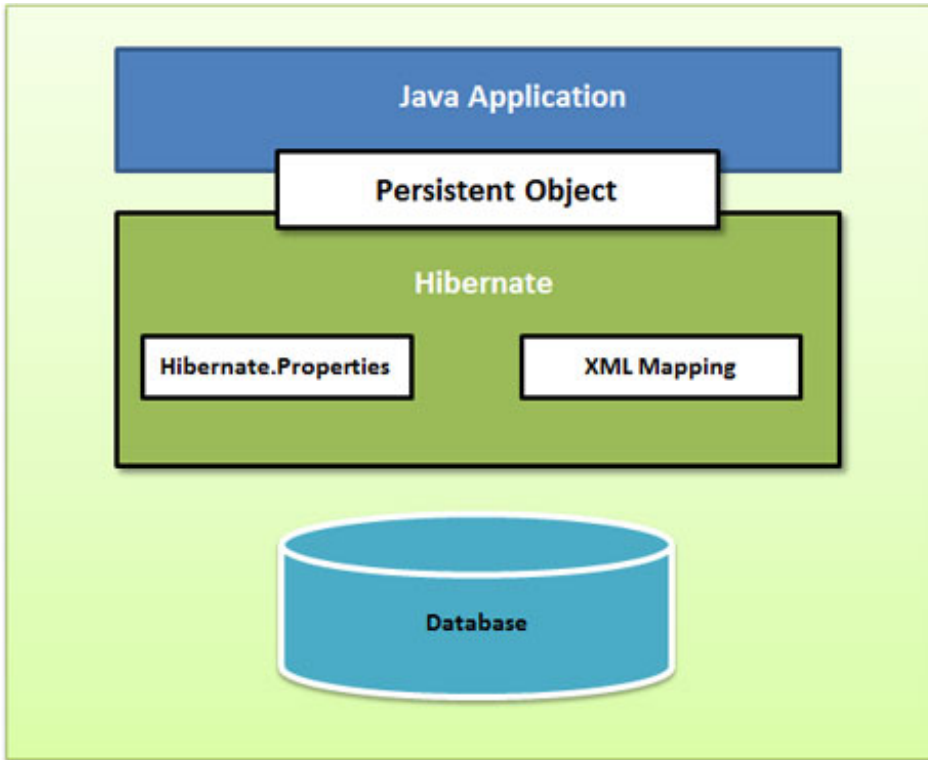 Java Application
Persistent Object
Hibernate
Hibernate.Properties
XML Mapping
Database